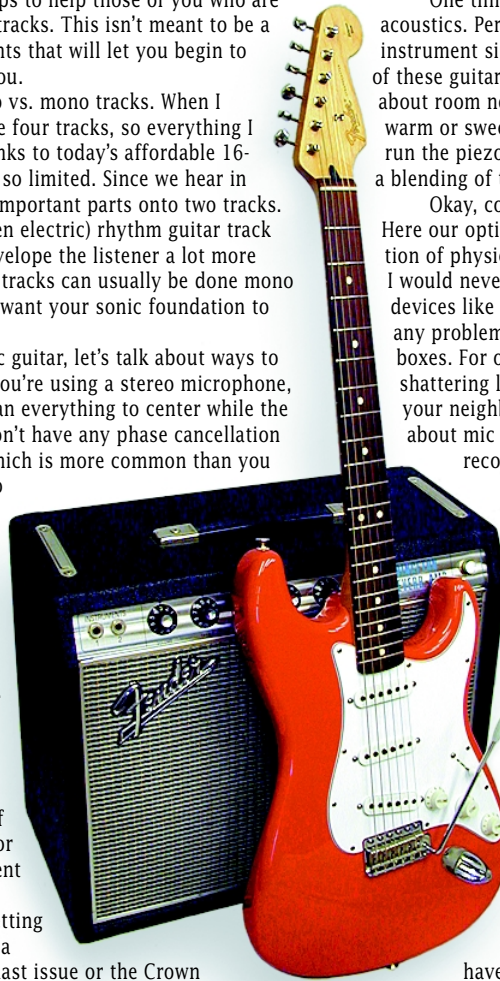 ps to help those of you who are
tracks. This isn't meant to be a
nts that will let you begin to
ou.
o vs. mono tracks. When I
e four tracks, so everything I
nks to today's affordable 16-
so limited. Since we hear in
mportant parts onto two tracks.
en electric) rhythm guitar track
velope the listener a lot more
tracks can usually be done mono
want your sonic foundation to
c guitar, let's talk about ways to
ou're using a stereo microphone,
an everything to center while the
on't have any phase cancellation
hich is more common than you
o
f
or
ent
tting
a
last issue or the Crown
One thin
acoustics. Per
instrument si
of these guitar
about room no
warm or swee
run the piezo
a blending of t
Okay, co
Here our opti
tion of physic
I would neve
devices like
any problem
boxes. For o
shattering l
your neighb
about mic
reco
have
Fender
INSTRUMENTS
REVERB AMP
Fender